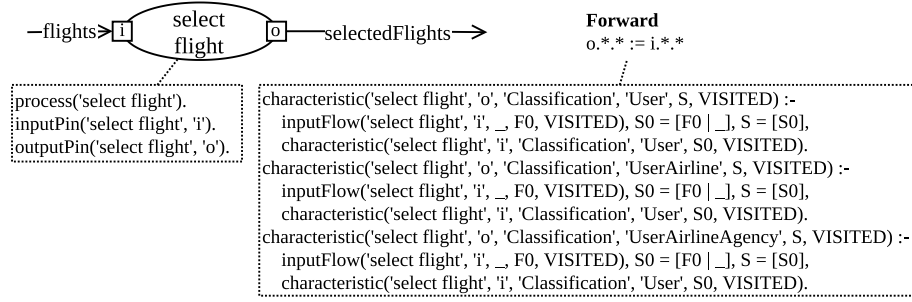 flights
i
select
flight
o
selectedFlights
Forward
o.*.* := i.*.*
process('select flight').
inputPin('select flight', 'i').
outputPin('select flight', 'o').
characteristic('select flight', 'o', 'Classification', 'User', S, VISITED) :-
inputFlow('select flight', 'i', _, F0, VISITED), S0 = [F0 | _], S = [S0],
characteristic('select flight', 'i', 'Classification', 'User', S0, VISITED).
characteristic('select flight', 'o', 'Classification', 'UserAirline', S, VISITED) :-
inputFlow('select flight', 'i', _, F0, VISITED), S0 = [F0 | _], S = [S0],
characteristic('select flight', 'i', 'Classification', 'User', S0, VISITED).
characteristic('select flight', 'o', 'Classification', 'UserAirlineAgency', S, VISITED) :-
inputFlow('select flight', 'i', _, F0, VISITED), S0 = [F0 | _], S = [S0],
characteristic('select flight', 'i', 'Classification', 'User', S0, VISITED).